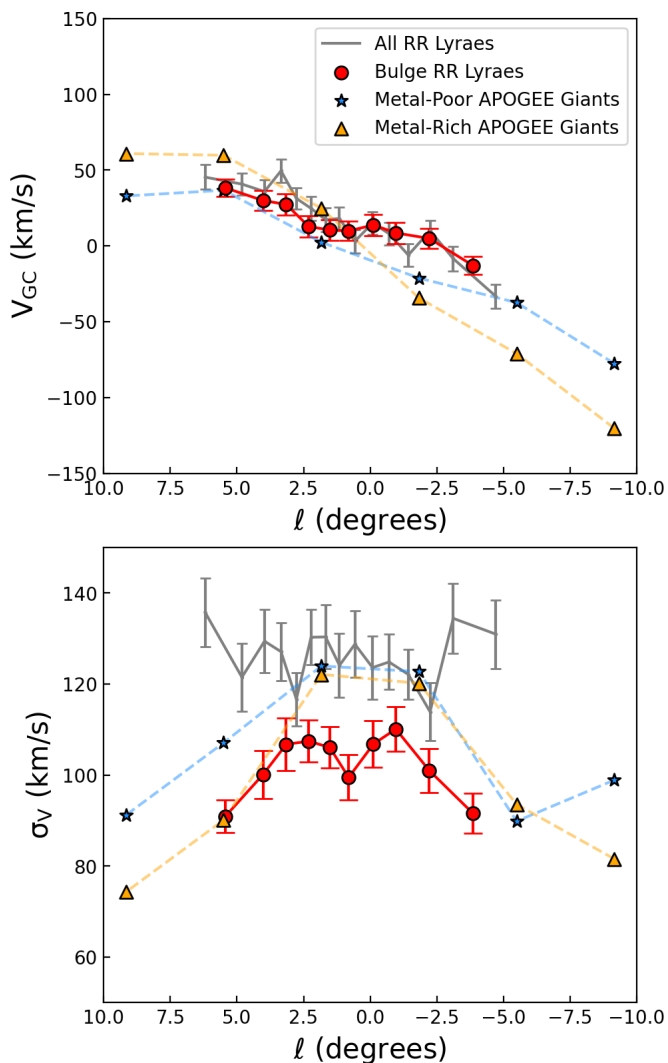 150
100
50
0
−50
−100
−150
V_GC (km/s)
All RR Lyraes
Bulge RR Lyraes
Metal-Poor APOGEE Giants
Metal-Rich APOGEE Giants
10.0 7.5 5.0 2.5 0.0 −2.5 −5.0 −7.5 −10.0
ℓ (degrees)
140
120
100
80
60
σ_V (km/s)
10.0 7.5 5.0 2.5 0.0 −2.5 −5.0 −7.5 −10.0
ℓ (degrees)